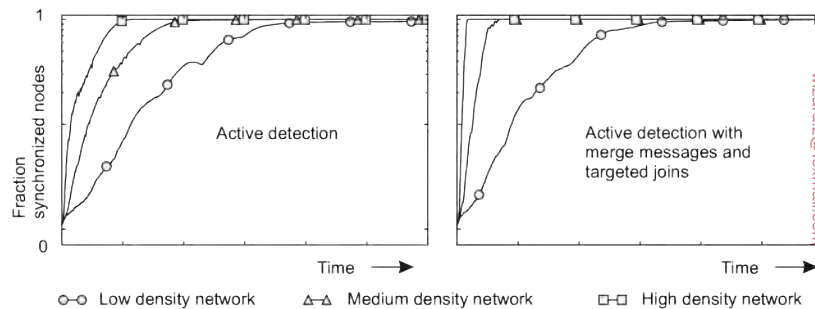 1
Fraction
synchronized nodes
0
Active detection
Active detection with
merge messages and
targeted joins
Time
Time
Low density network
Medium density network
High density network